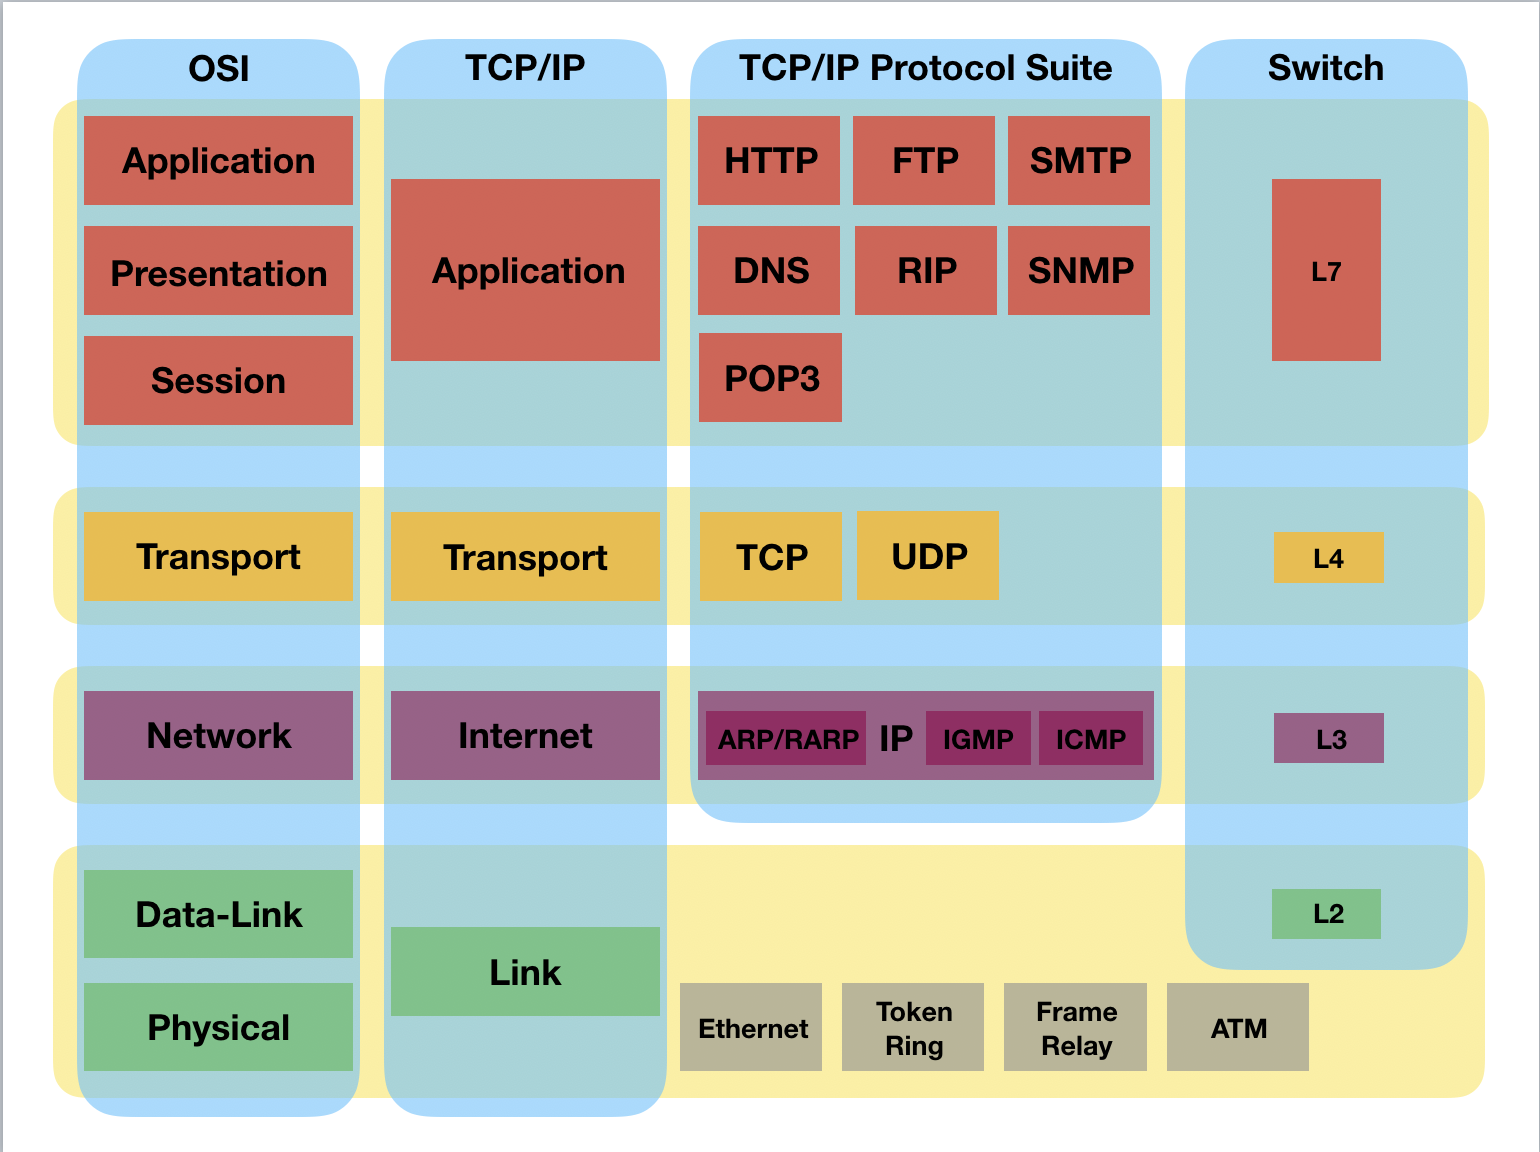 OSI
TCP/IP
TCP/IP Protocol Suite
Switch
Application
Presentation
Session
Application
HTTP
FTP
SMTP
DNS
RIP
SNMP
POP3
L7
Transport
Transport
TCP
UDP
L4
Network
Internet
ARP/RARP
IP
IGMP
ICMP
L3
Data-Link
Physical
Link
L2
Ethernet
Token
Ring
Frame
Relay
ATM